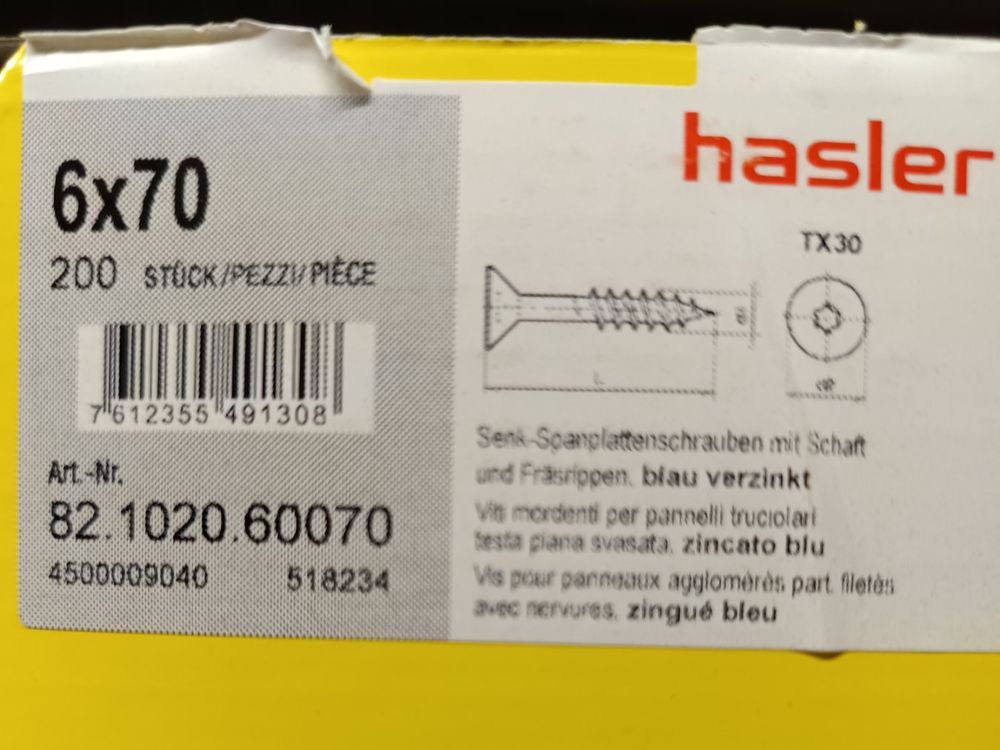 6x70
200 STÜCK/PEZZI/PIÈCE
7 612355 491308
Art.-Nr.
82.1020.60070
4500009040 518234
hasler
TX30
L
Senk-Spanplattenschrauben mit Schaft
und Fräsrippen, blau verzinkt
Viti mordenti per pannelli truciolari
testa piana svasata, zincato blu
Vis pour panneaux agglomérés part. filetés
avec nervures, zingué bleu